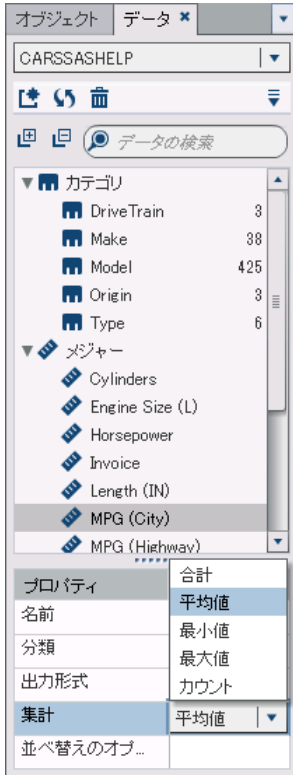 オブジェクト データ
CARSSASHELP
データの検索
カテゴリ
DriveTrain 3
Make 38
Model 425
Origin 3
Type 6
メジャー
Cylinders
Engine Size (L)
Horsepower
Invoice
Length (IN)
MPG (City)
MPG (Highway)
プロパティ
名前
分類
出力形式
集計 平均値
並べ替えのオプ...
合計
平均値
最小値
最大値
カウント